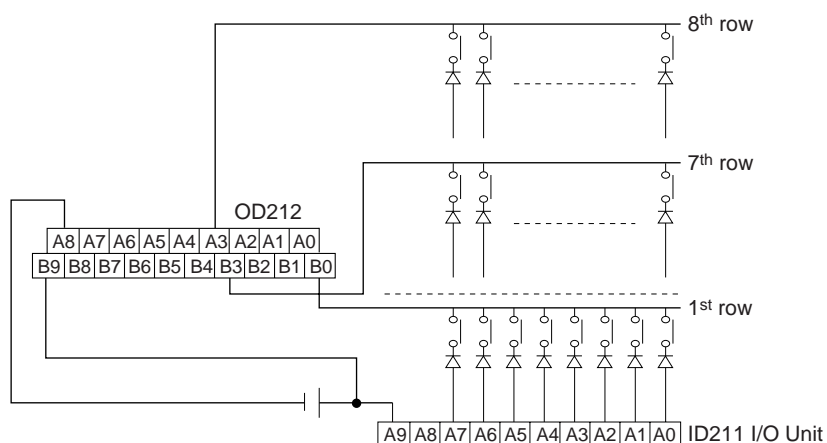 8th row
7th row
OD212
A8 A7 A6 A5 A4 A3 A2 A1 A0
B9 B8 B7 B6 B5 B4 B3 B2 B1 B0
1st row
A9 A8 A7 A6 A5 A4 A3 A2 A1 A0 ID211 I/O Unit